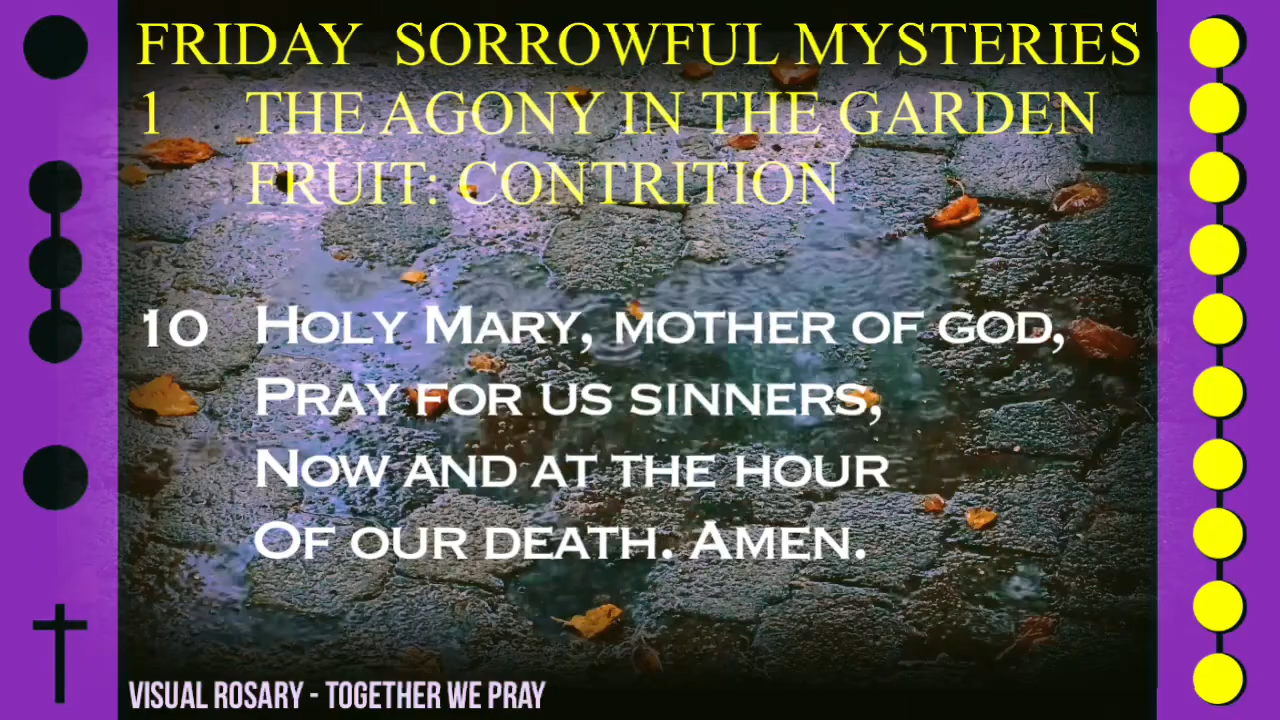 FRIDAY SORROWFUL MYSTERIES
1 THE AGONY IN THE GARDEN
FRUIT: CONTRITION
10 HOLY MARY, MOTHER OF GOD,
PRAY FOR US SINNERS,
NOW AND AT THE HOUR
OF OUR DEATH. AMEN.
VISUAL ROSARY - TOGETHER WE PRAY